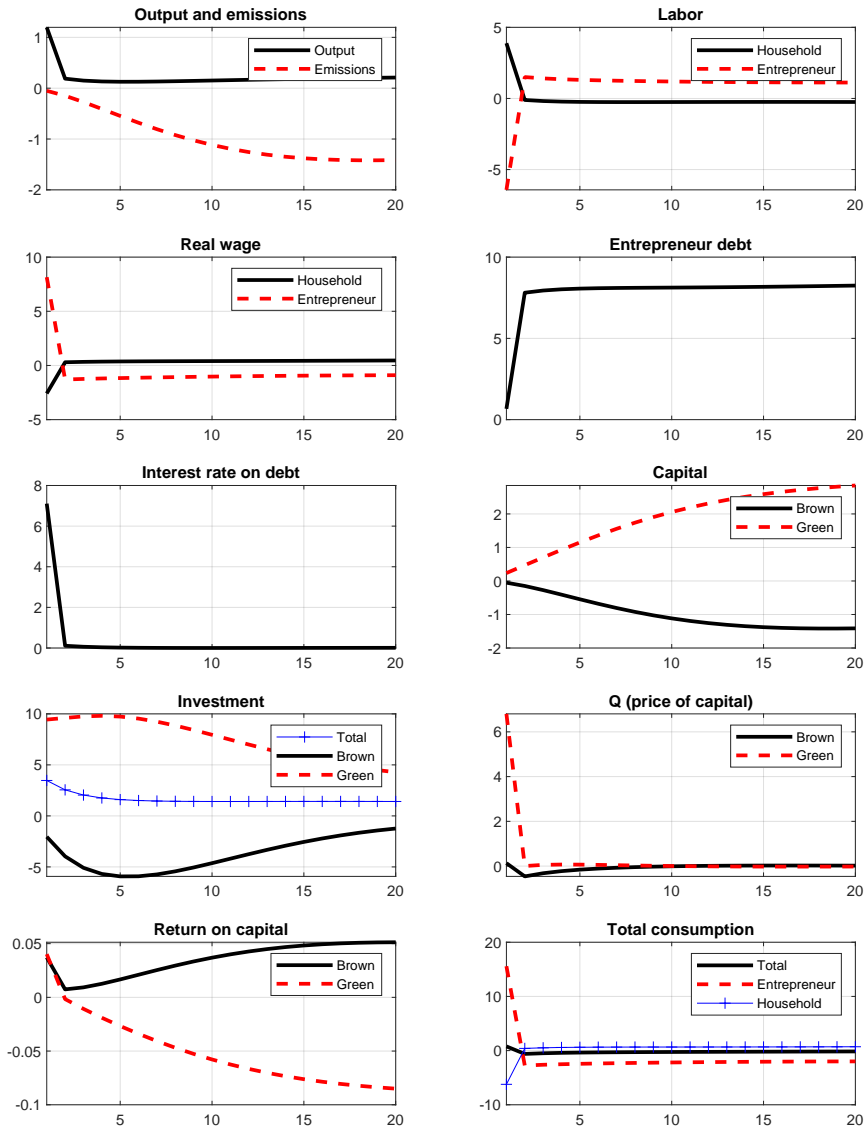 Output and emissions
1
0
-1
-2
5
10
15
20
Output
Emissions
Labor
5
0
-5
5
10
15
20
Household
Entrepreneur
Real wage
10
5
0
-5
5
10
15
20
Household
Entrepreneur
Entrepreneur debt
10
5
0
5
10
15
20
Interest rate on debt
8
6
4
2
0
5
10
15
20
Capital
2
1
0
-1
-2
5
10
15
20
Brown
Green
Investment
10
5
0
-5
5
10
15
20
Total
Brown
Green
Q (price of capital)
6
4
2
0
5
10
15
20
Brown
Green
Return on capital
0.05
0
-0.05
-0.1
5
10
15
20
Brown
Green
Total consumption
20
10
0
-10
5
10
15
20
Total
Entrepreneur
Household